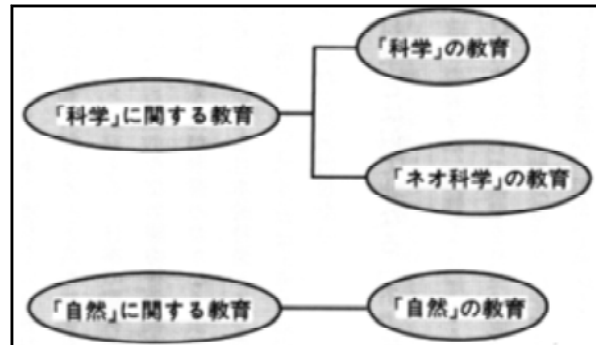 「科学」の教育
「科学」に関する教育
「ネオ科学」の教育
「自然」に関する教育
「自然」の教育